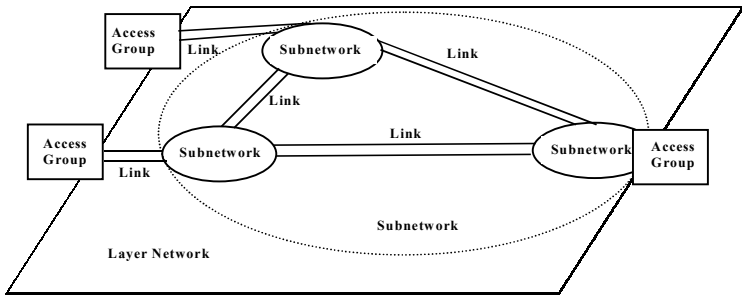 Access
Group
Link
Subnetwork
Link
Link
Access
Group
Link
Subnetwork
Link
Subnetwork
Access
Group
Subnetwork
Layer Network